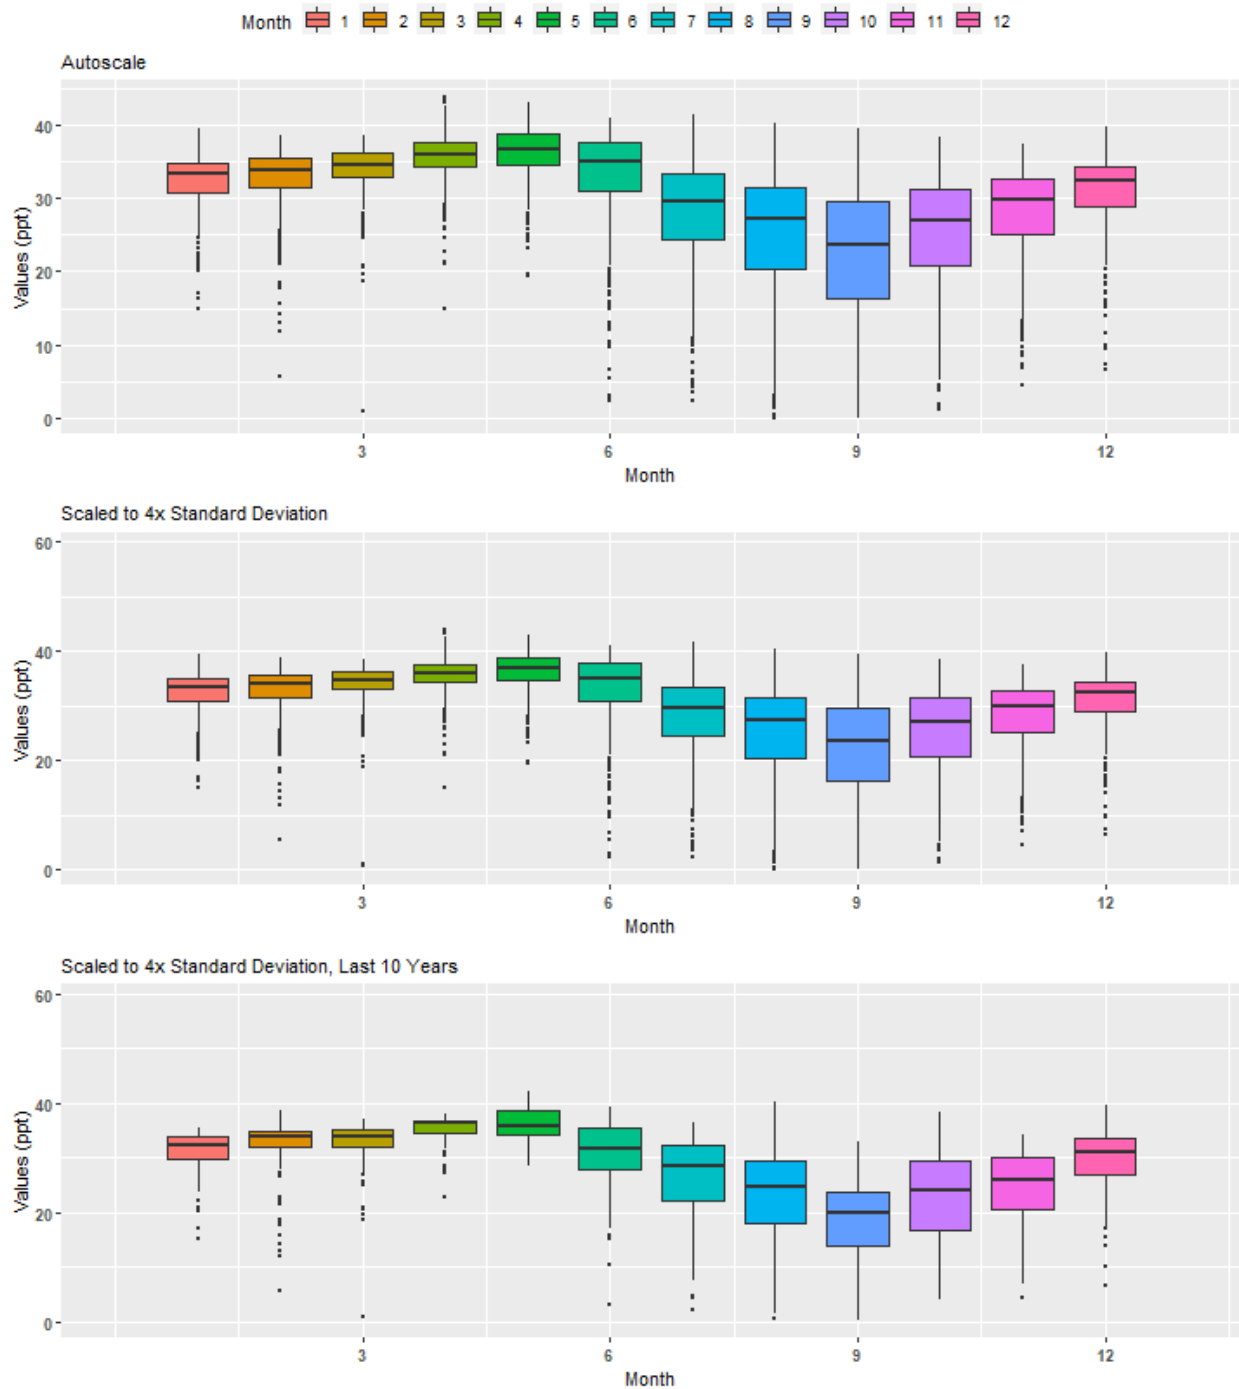 Month 1 2 3 4 5 6 7 8 9 10 11 12
Autoscale
Values (ppt)
40
30
20
10
0
3 6 9 12
Month
Scaled to 4x Standard Deviation
Values (ppt)
60
40
20
0
3 6 9 12
Month
Scaled to 4x Standard Deviation, Last 10 Years
Values (ppt)
60
40
20
0
3 6 9 12
Month